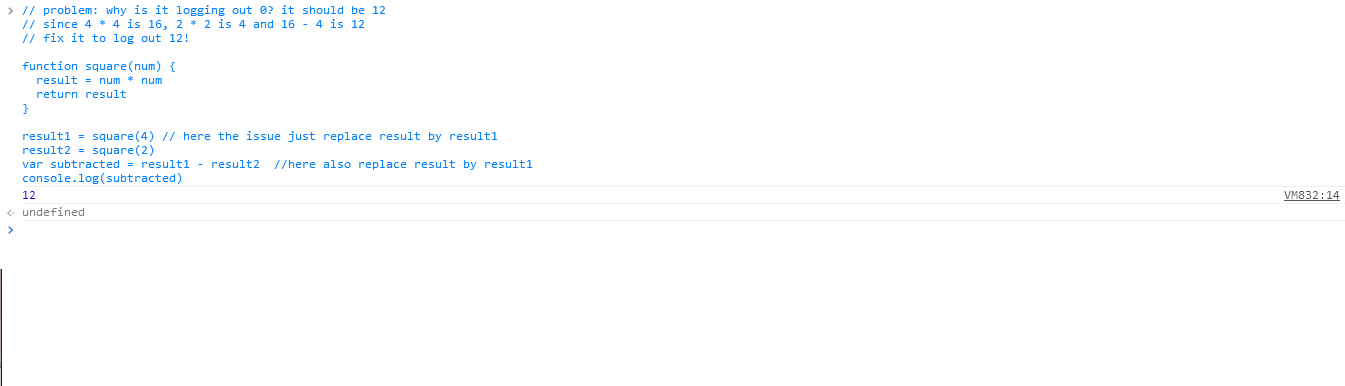 // problem: why is it logging out 0? it should be 12
// since 4 * 4 is 16, 2 * 2 is 4 and 16 - 4 is 12
// fix it to log out 12!
function square(num) {
  result = num * num
  return result
}
result1 = square(4) // here the issue just replace result by result1
result2 = square(2)
var subtracted = result1 - result2  //here also replace result by result1
console.log(subtracted)
12 VM832:14
undefined